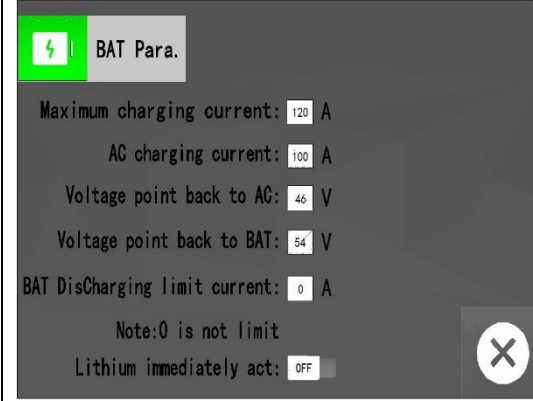 BAT Para.
Maximum charging current: 120 A
AC charging current: 100 A
Voltage point back to AC: 46 V
Voltage point back to BAT: 54 V
BAT DisCharging limit current: 0 A
Note:0 is not limit
Lithium immediately act: OFF